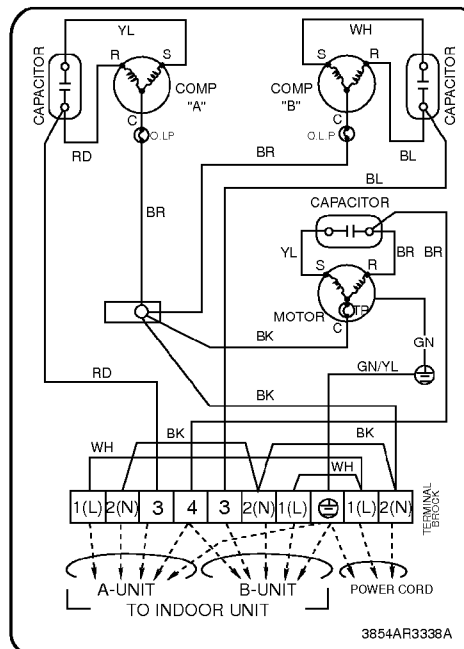 YL
WH
R
S
S
R
CAPACITOR
COMP
"A"
COMP
"B"
CAPACITOR
C
O.LP
C
O.L.P
RD
BR
BL
BL
BR
CAPACITOR
YL
BR
BR
S
R
MOTOR
TP
C
BK
GN
RD
GN/YL
BK
BK
BK
WH
WH
1(L)
2(N)
3
4
3
2(N)
1(L)
1(L)
2(N)
TERMINAL
BROCK
A-UNIT
B-UNIT
POWER CORD
TO INDOOR UNIT
3854AR3338A